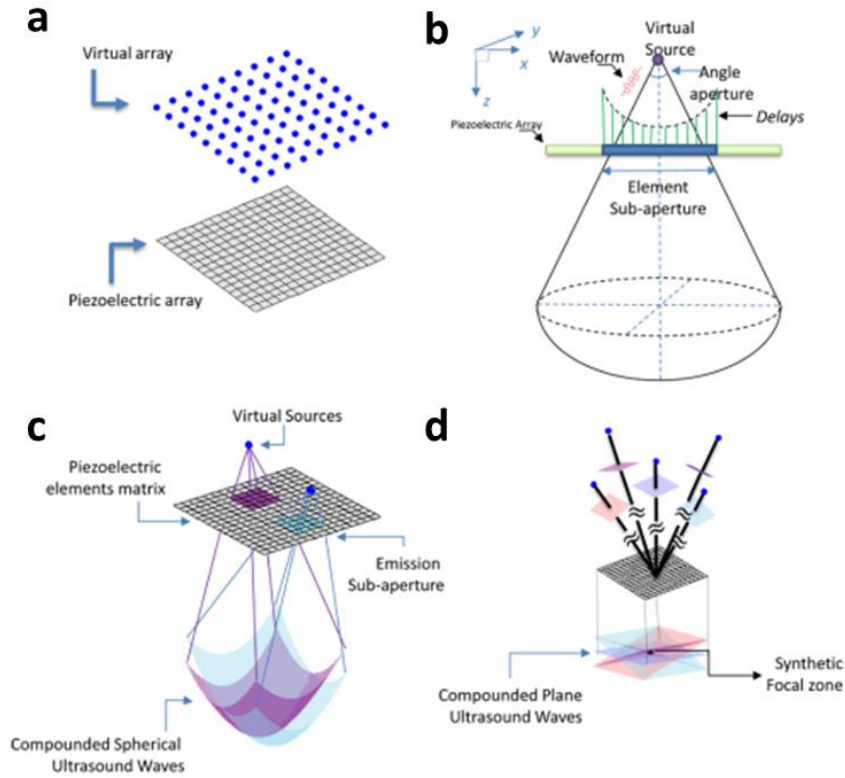 a
Virtual array
Piezoelectric array
b
y
x
z
Virtual
Source
Waveform
Angle
aperture
Delays
Piezoelectric Array
Element
Sub-aperture
c
Virtual Sources
Piezoelectric
elements matrix
Emission
Sub-aperture
Compounded Spherical
Ultrasound Waves
d
Compounded Plane
Ultrasound Waves
Synthetic
Focal zone